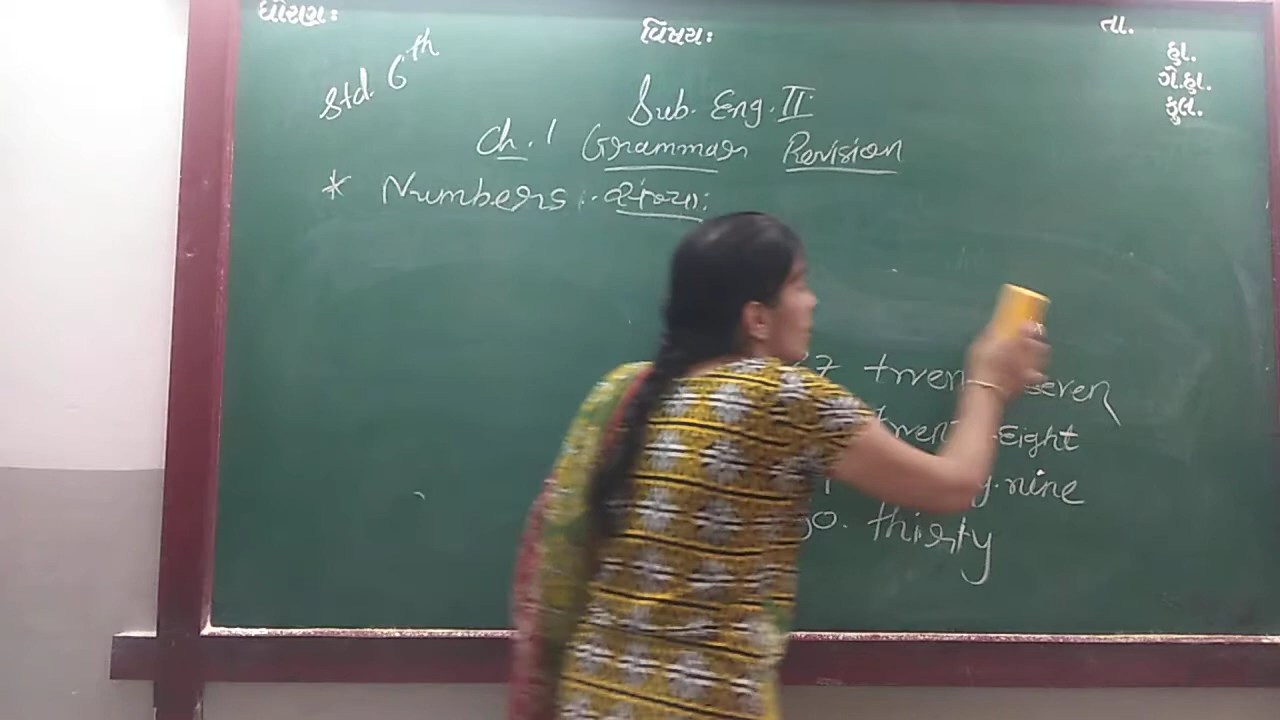 ધોરણઃ
વિષયઃ
તા.
હા.
ગે.હા.
કુલ.
Std. 6th
Sub. Eng. II
Ch. 1 Grammar Revision
* Numbers : સંખ્યા:
27 twenty seven
twenty-Eight
nine
30. thirty